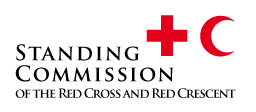 STANDING
COMMISSION
OF THE RED CROSS AND RED CRESCENT